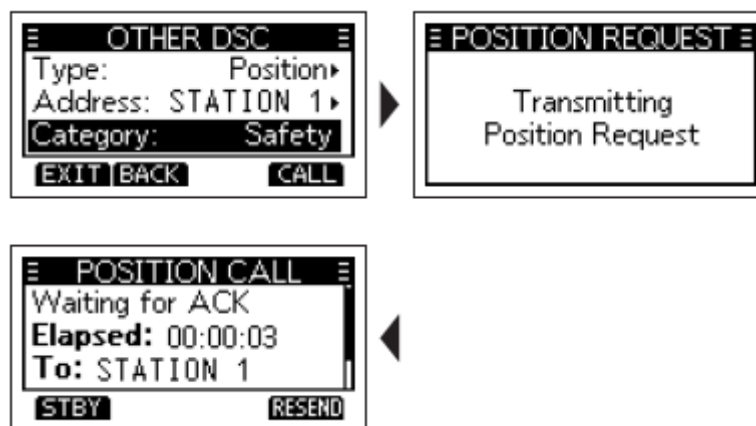 OTHER DSC
Type: Position
Address: STATION 1
Category: Safety
EXIT BACK CALL
POSITION REQUEST
Transmitting
Position Request
POSITION CALL
Waiting for ACK
Elapsed: 00:00:03
To: STATION 1
STBY RESEND